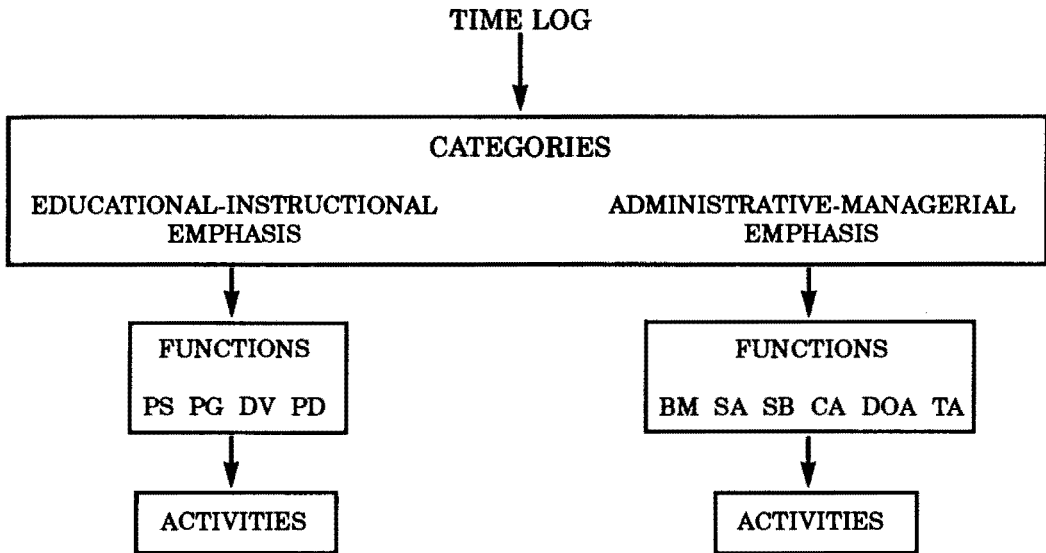 TIME LOG
CATEGORIES
EDUCATIONAL-INSTRUCTIONAL
EMPHASIS
ADMINISTRATIVE-MANAGERIAL
EMPHASIS
FUNCTIONS
PS PG DV PD
FUNCTIONS
BM SA SB CA DOA TA
ACTIVITIES
ACTIVITIES